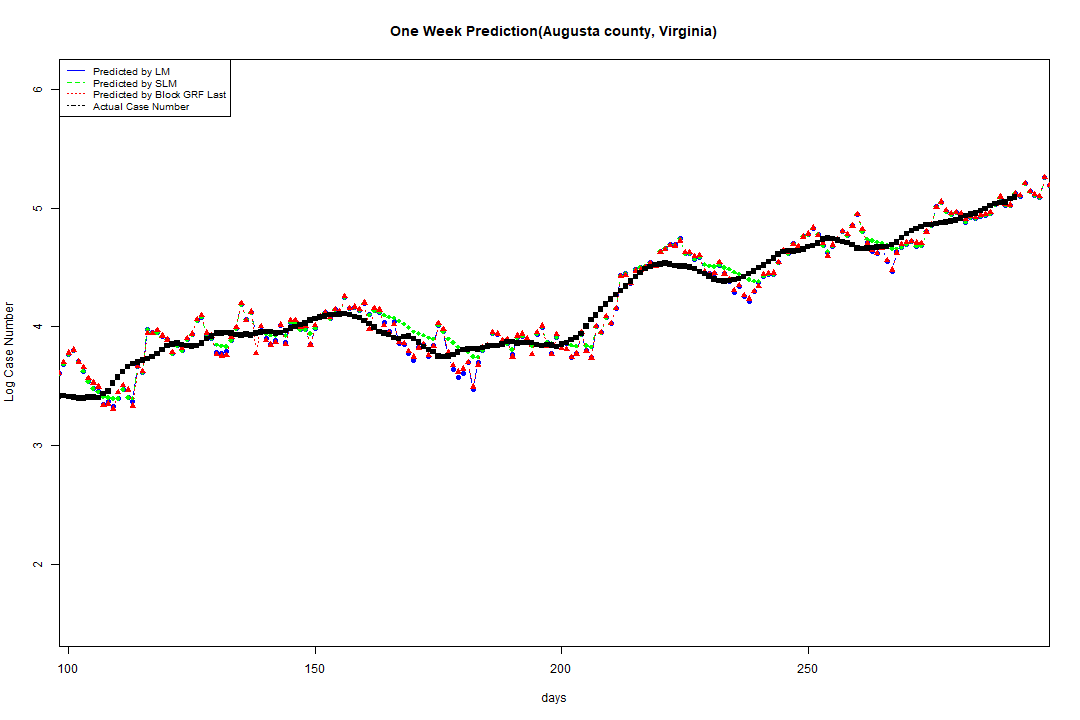 One Week Prediction(Augusta county, Virginia)
Predicted by LM
Predicted by SLM
Predicted by Block GRF Last
Actual Case Number
6
5
4
3
2
Log Case Number
100 150 200 250
days